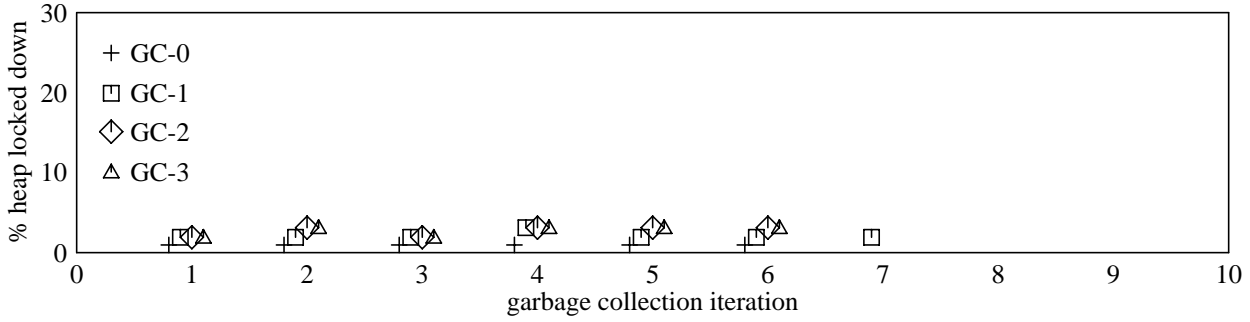 % heap locked down
30
20
10
0
GC-0
GC-1
GC-2
GC-3
0 1 2 3 4 5 6 7 8 9 10
garbage collection iteration